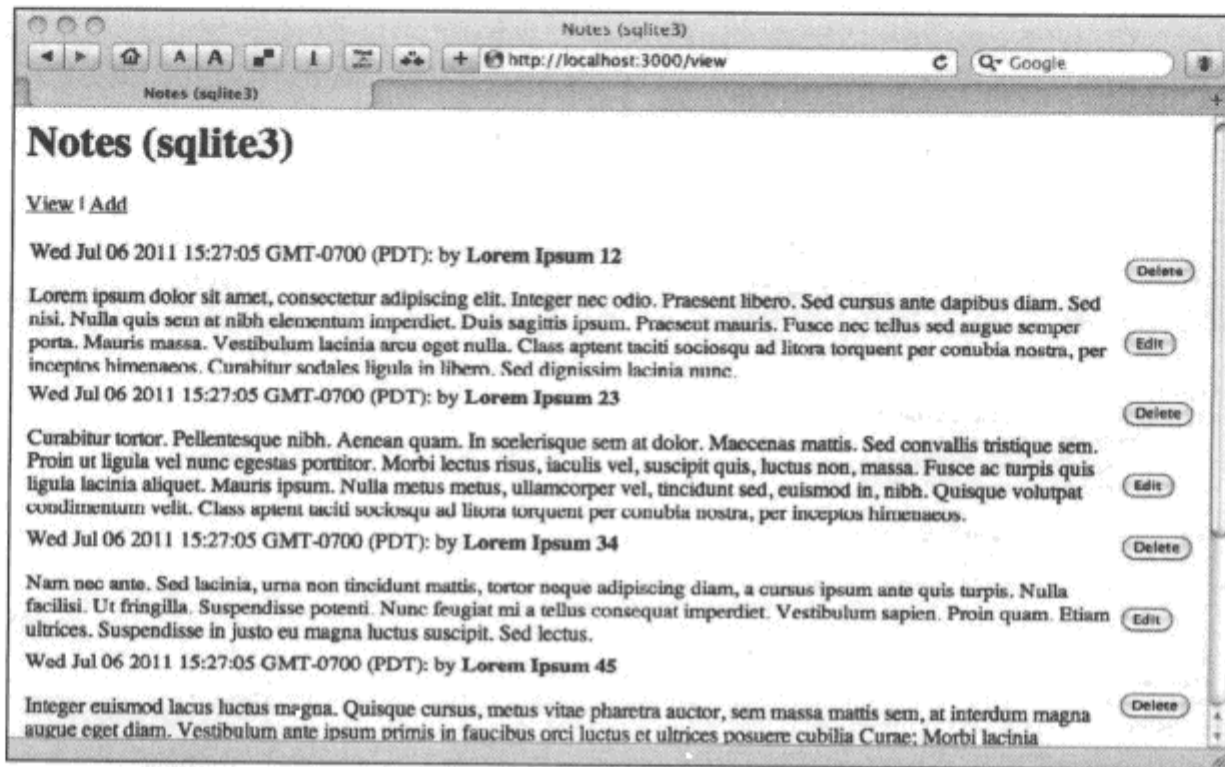 Notes (sqlite3)
A A
http://localhost:3000/view
Google
Notes (sqlite3)
Notes (sqlite3)
View | Add
Wed Jul 06 2011 15:27:05 GMT-0700 (PDT): by Lorem Ipsum 12
Delete
Lorem ipsum dolor sit amet, consectetur adipiscing elit. Integer nec odio. Praesent libero. Sed cursus ante dapibus diam. Sed
nisi. Nulla quis sem at nibh elementum imperdiet. Duis sagittis ipsum. Praesent mauris. Fusce nec tellus sed augue semper
porta. Mauris massa. Vestibulum lacinia arcu eget nulla. Class aptent taciti sociosqu ad litora torquent per conubia nostra, per
Edit
inceptos himenaeos. Curabitur sodales ligula in libero. Sed dignissim lacinia nunc.
Wed Jul 06 2011 15:27:05 GMT-0700 (PDT): by Lorem Ipsum 23
Delete
Curabitur tortor. Pellentesque nibh. Aenean quam. In scelerisque sem at dolor. Maecenas mattis. Sed convallis tristique sem.
Proin ut ligula vel nunc egestas porttitor. Morbi lectus risus, iaculis vel, suscipit quis, luctus non, massa. Fusce ac turpis quis
ligula lacinia aliquet. Mauris ipsum. Nulla metus metus, ullamcorper vel, tincidunt sed, euismod in, nibh. Quisque volutpat
Edit
condimentum velit. Class aptent taciti sociosqu ad litora torquent per conubia nostra, per inceptos himenaeos.
Wed Jul 06 2011 15:27:05 GMT-0700 (PDT): by Lorem Ipsum 34
Delete
Nam nec ante. Sed lacinia, urna non tincidunt mattis, tortor neque adipiscing diam, a cursus ipsum ante quis turpis. Nulla
facilisi. Ut fringilla. Suspendisse potenti. Nunc feugiat mi a tellus consequat imperdiet. Vestibulum sapien. Proin quam. Etiam
Edit
ultrices. Suspendisse in justo eu magna luctus suscipit. Sed lectus.
Wed Jul 06 2011 15:27:05 GMT-0700 (PDT): by Lorem Ipsum 45
Integer euismod lacus luctus magna. Quisque cursus, metus vitae pharetra auctor, sem massa mattis sem, at interdum magna
Delete
augue eget diam. Vestibulum ante ipsum primis in faucibus orci luctus et ultrices posuere cubilia Curae; Morbi lacinia